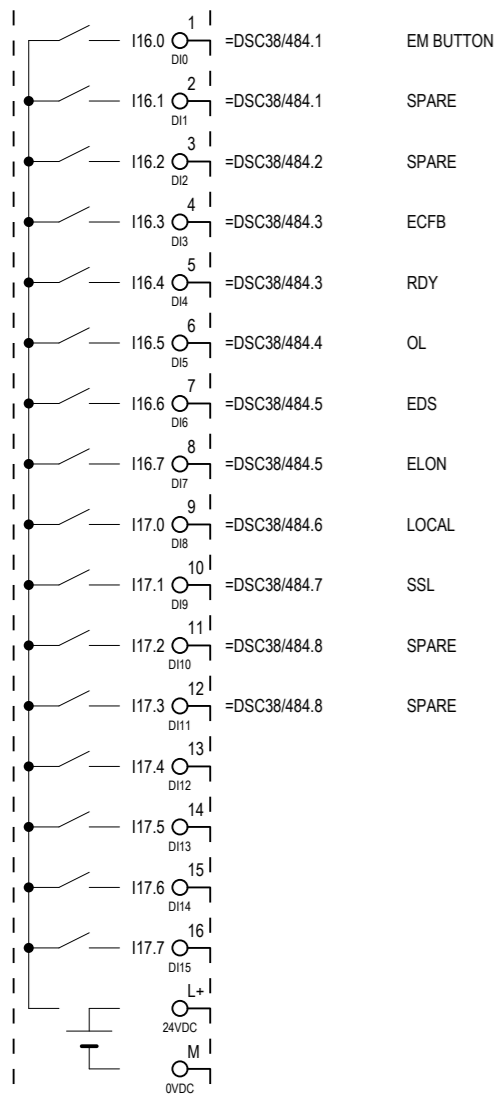 1
I16.0 =DSC38/484.1 EM BUTTON
DI0
2
I16.1 =DSC38/484.1 SPARE
DI1
3
I16.2 =DSC38/484.2 SPARE
DI2
4
I16.3 =DSC38/484.3 ECFB
DI3
5
I16.4 =DSC38/484.3 RDY
DI4
6
I16.5 =DSC38/484.4 OL
DI5
7
I16.6 =DSC38/484.5 EDS
DI6
8
I16.7 =DSC38/484.5 ELON
DI7
9
I17.0 =DSC38/484.6 LOCAL
DI8
10
I17.1 =DSC38/484.7 SSL
DI9
11
I17.2 =DSC38/484.8 SPARE
DI10
12
I17.3 =DSC38/484.8 SPARE
DI11
13
I17.4
DI12
14
I17.5
DI13
15
I17.6
DI14
16
I17.7
DI15
L+
24VDC
M
0VDC